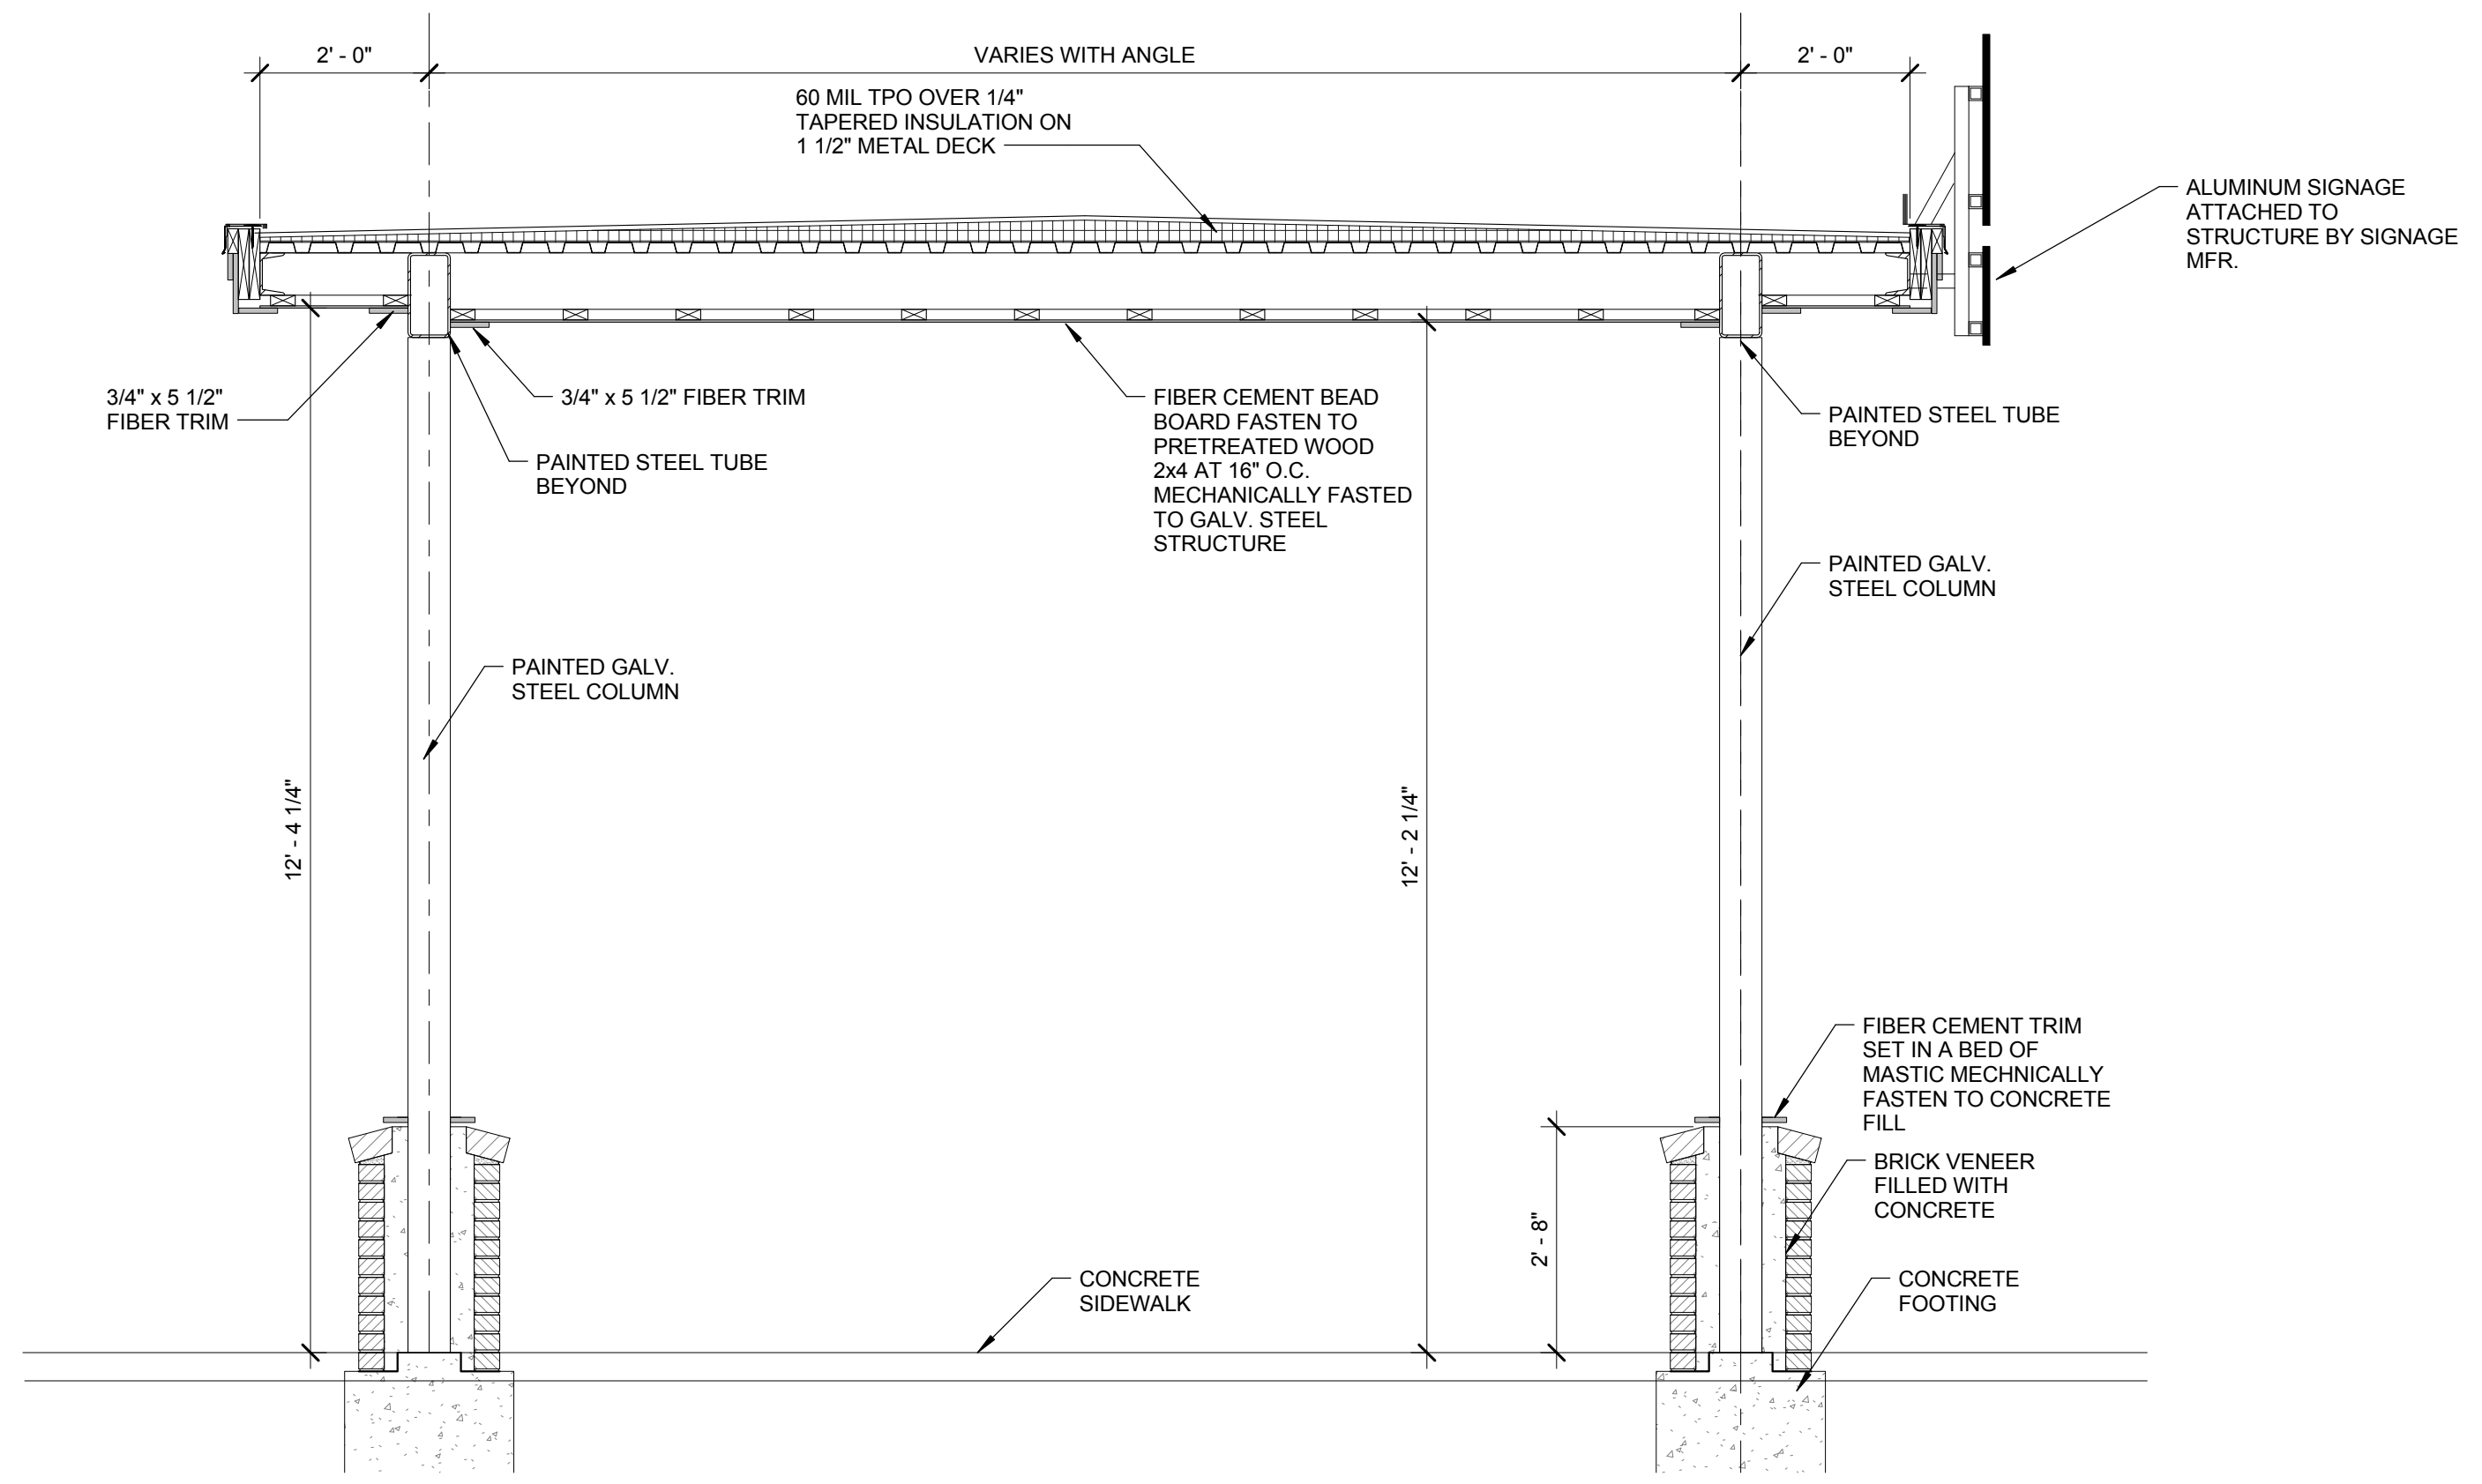 2' - 0"
VARIES WITH ANGLE
2' - 0"
60 MIL TPO OVER 1/4"
TAPERED INSULATION ON
1 1/2" METAL DECK
ALUMINUM SIGNAGE
ATTACHED TO
STRUCTURE BY SIGNAGE
MFR.
3/4" x 5 1/2"
FIBER TRIM
3/4" x 5 1/2" FIBER TRIM
PAINTED STEEL TUBE
BEYOND
FIBER CEMENT BEAD
BOARD FASTEN TO
PRETREATED WOOD
2x4 AT 16" O.C.
MECHANICALLY FASTED
TO GALV. STEEL
STRUCTURE
PAINTED STEEL TUBE
BEYOND
PAINTED GALV.
STEEL COLUMN
PAINTED GALV.
STEEL COLUMN
12' - 4 1/4"
12' - 2 1/4"
FIBER CEMENT TRIM
SET IN A BED OF
MASTIC MECHNICALLY
FASTEN TO CONCRETE
FILL
BRICK VENEER
FILLED WITH
CONCRETE
2' - 8"
CONCRETE
SIDEWALK
CONCRETE
FOOTING